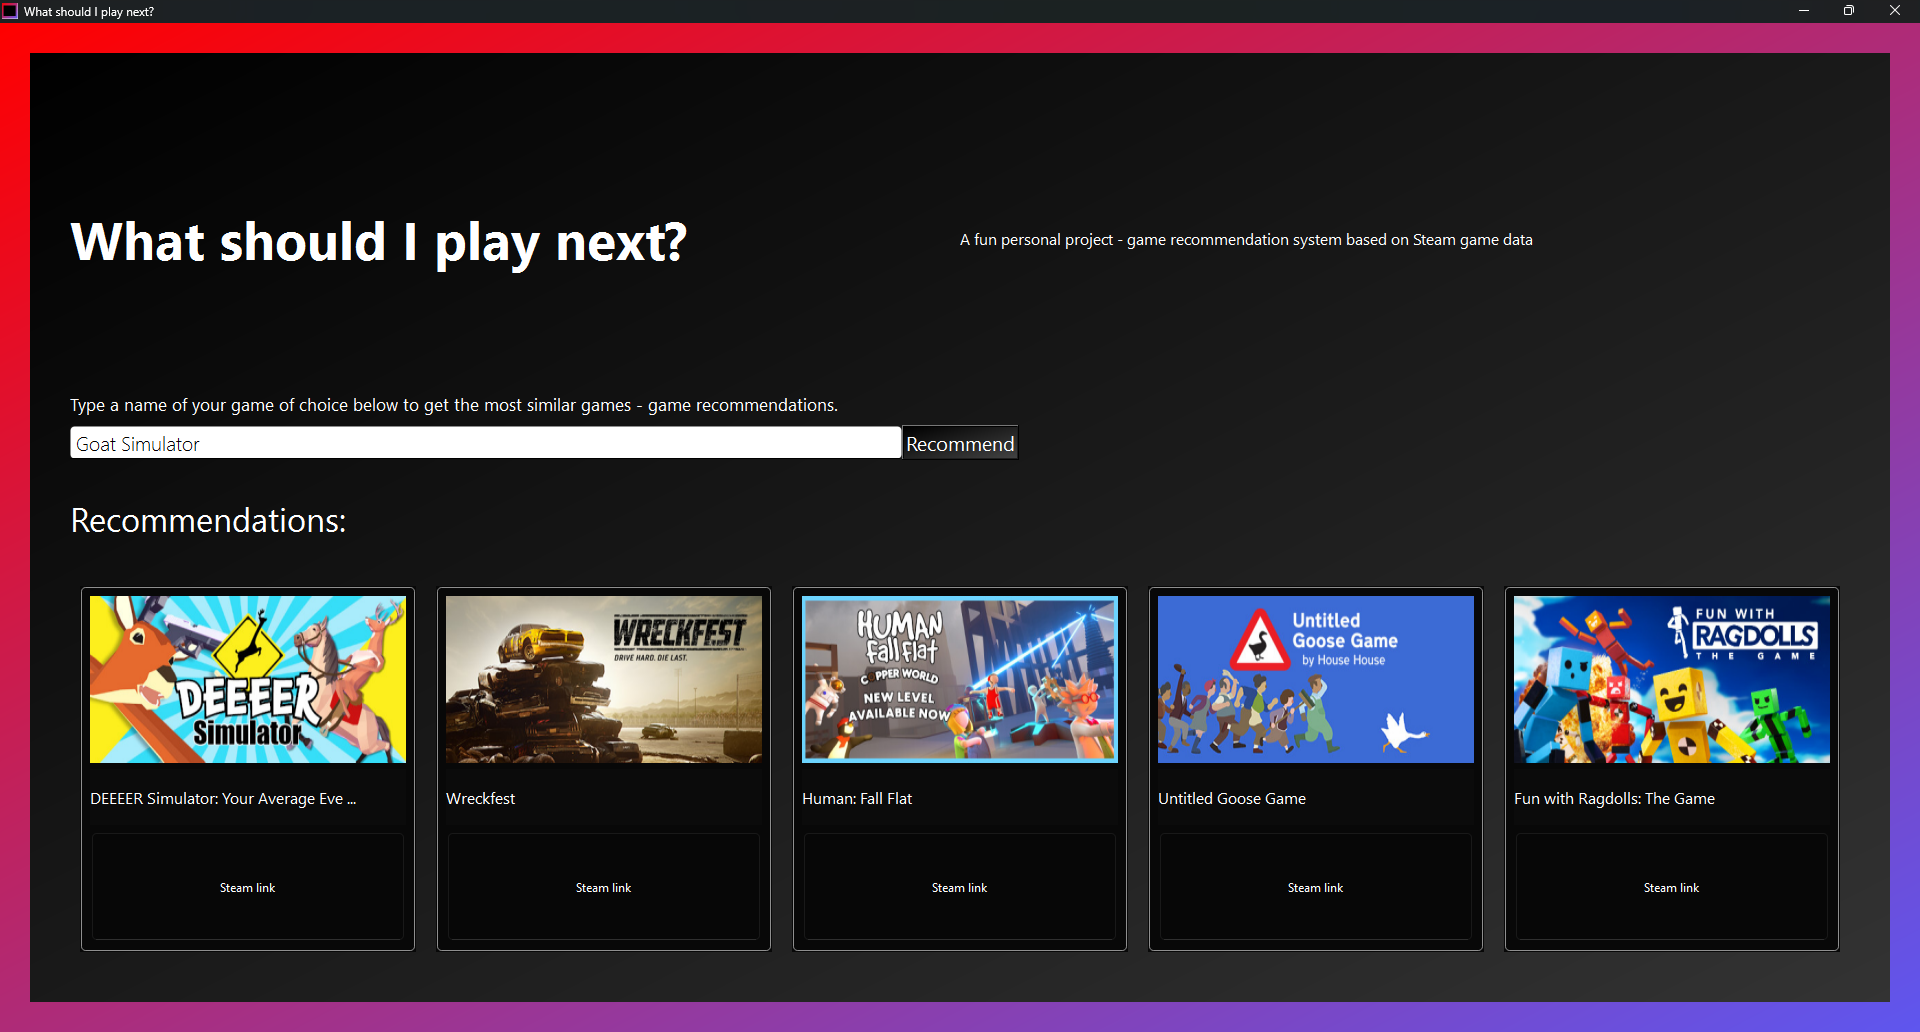 What should I play next?
What should I play next?
A fun personal project - game recommendation system based on Steam game data
Type a name of your game of choice below to get the most similar games - game recommendations.
Goat Simulator
Recommend
Recommendations:
DEEEER
Simulator
DEEEER Simulator: Your Average Eve ...
Steam link
WRECKFEST
DRIVE HARD. DIE LAST.
Wreckfest
Steam link
HUMAN
fall flat
COPPER WORLD
NEW LEVEL
AVAILABLE NOW
Human: Fall Flat
Steam link
Untitled
Goose Game
by House House
Untitled Goose Game
Steam link
FUN WITH
RAGDOLLS
THE GAME
Fun with Ragdolls: The Game
Steam link